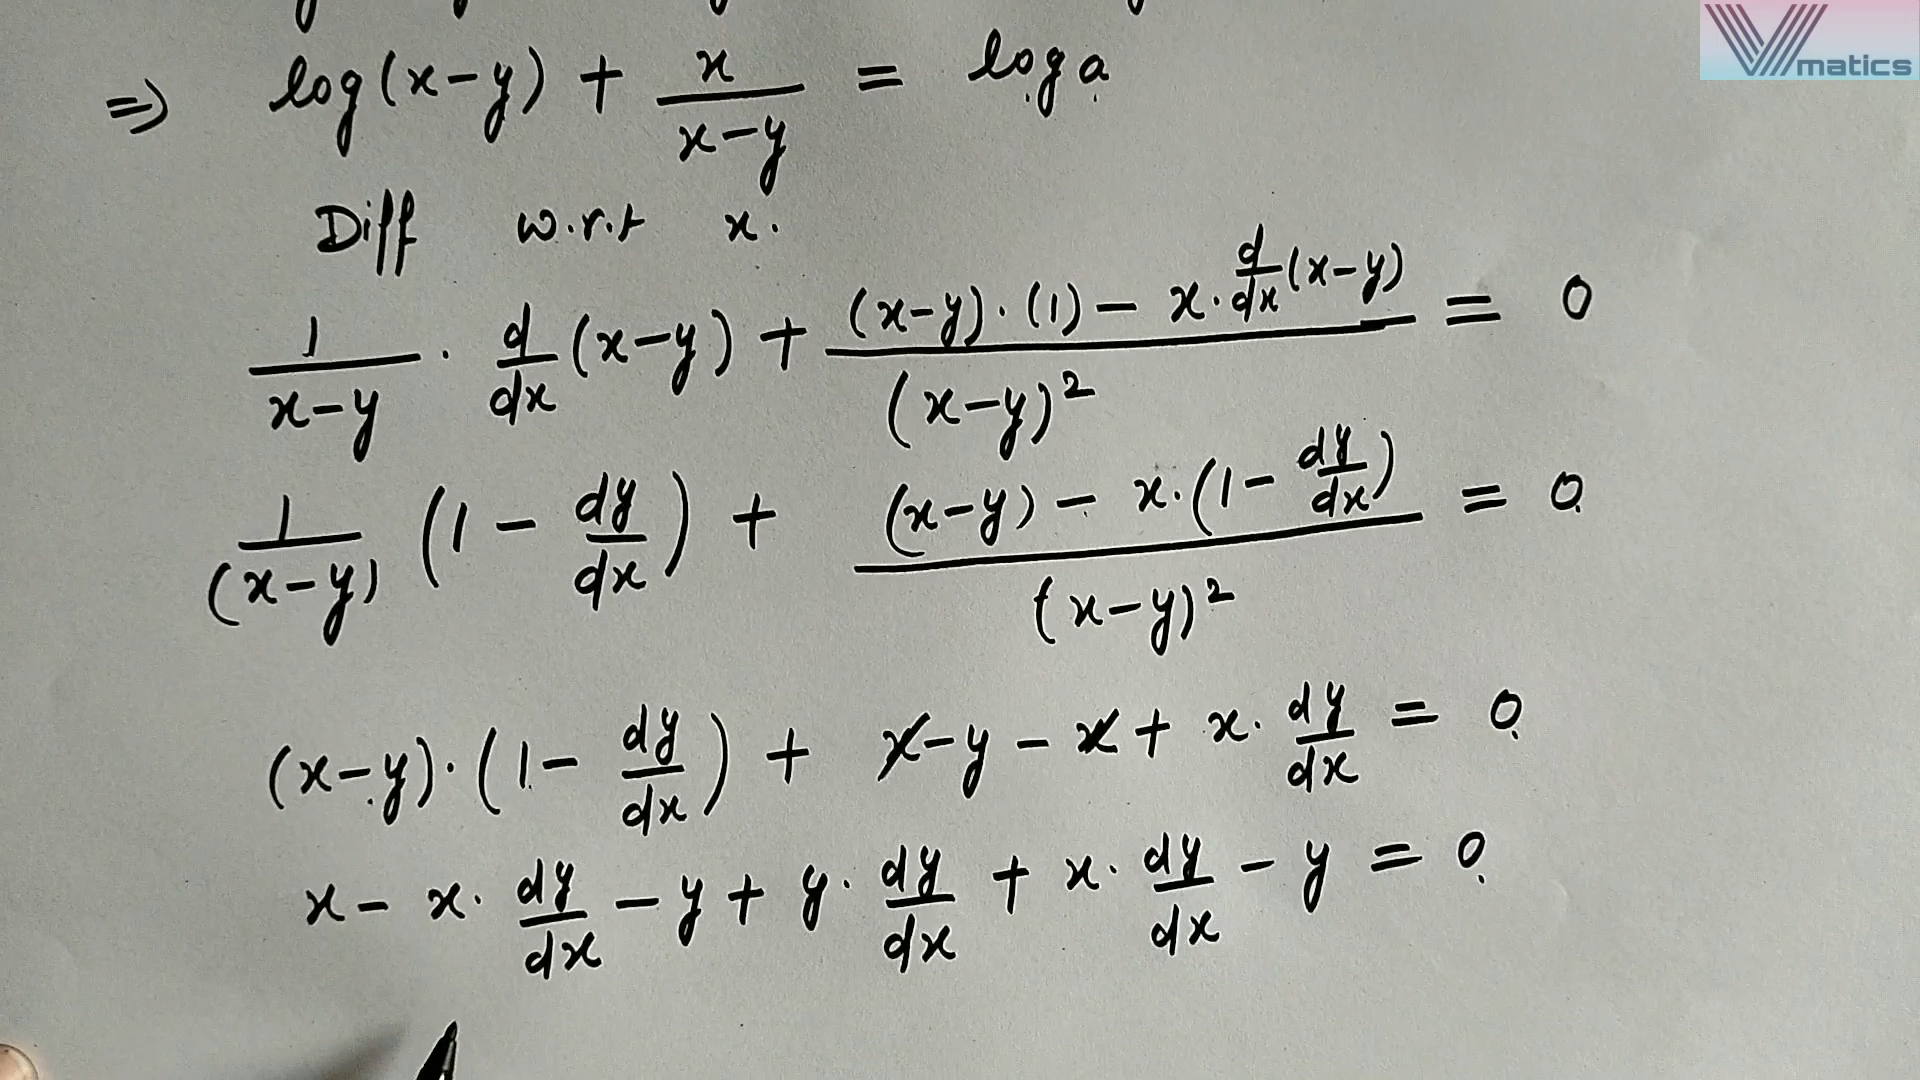 Vmatics
⇒ log(x-y) + x/(x-y) = log a
Diff w.r.t x.
1/(x-y) · d/dx (x-y) + ((x-y)·(1) - x· d/dx (x-y))/(x-y)² = 0
1/(x-y) (1 - dy/dx) + ((x-y) - x·(1 - dy/dx))/(x-y)² = 0
(x-y)·(1 - dy/dx) + x-y-x + x· dy/dx = 0
x - x· dy/dx - y + y· dy/dx + x· dy/dx - y = 0